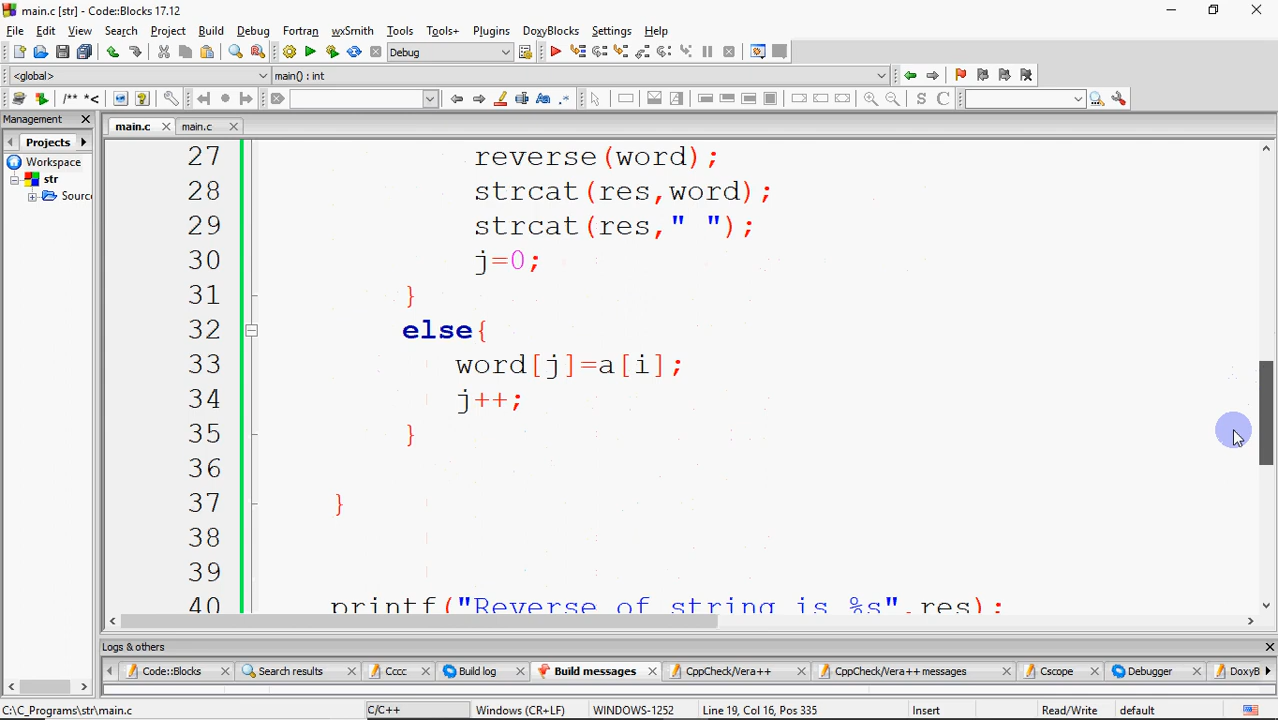 main.c [str] - Code::Blocks 17.12
File Edit View Search Project Build Debug Fortran wxSmith Tools Tools+ Plugins DoxyBlocks Settings Help
Debug
<global> main() : int
/** *< S C
Management
Projects
main.c main.c
Workspace
str
Sourc
27 reverse(word);
28 strcat(res,word);
29 strcat(res," ");
30 j=0;
31 }
32 else{
33 word[j]=a[i];
34 j++;
35 }
36
37 }
38
39
40 printf("Reverse of string is %s",res);
Logs & others
Code::Blocks Search results Cccc Build log Build messages CppCheck/Vera++ CppCheck/Vera++ messages Cscope Debugger DoxyB
C:\C_Programs\str\main.c C/C++ Windows (CR+LF) WINDOWS-1252 Line 19, Col 16, Pos 335 Insert Read/Write default